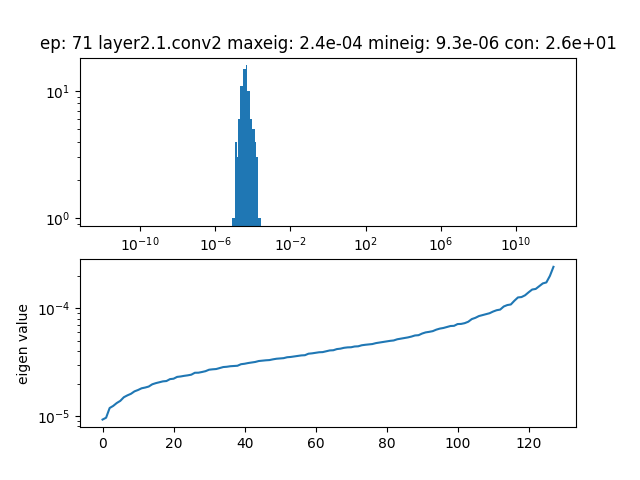 ep: 71 layer2.1.conv2 maxeig: 2.4e-04 mineig: 9.3e-06 con: 2.6e+01
10¹
10⁰
10⁻¹⁰ 10⁻⁶ 10⁻² 10² 10⁶ 10¹⁰
eigen value
10⁻⁴
10⁻⁵
0 20 40 60 80 100 120